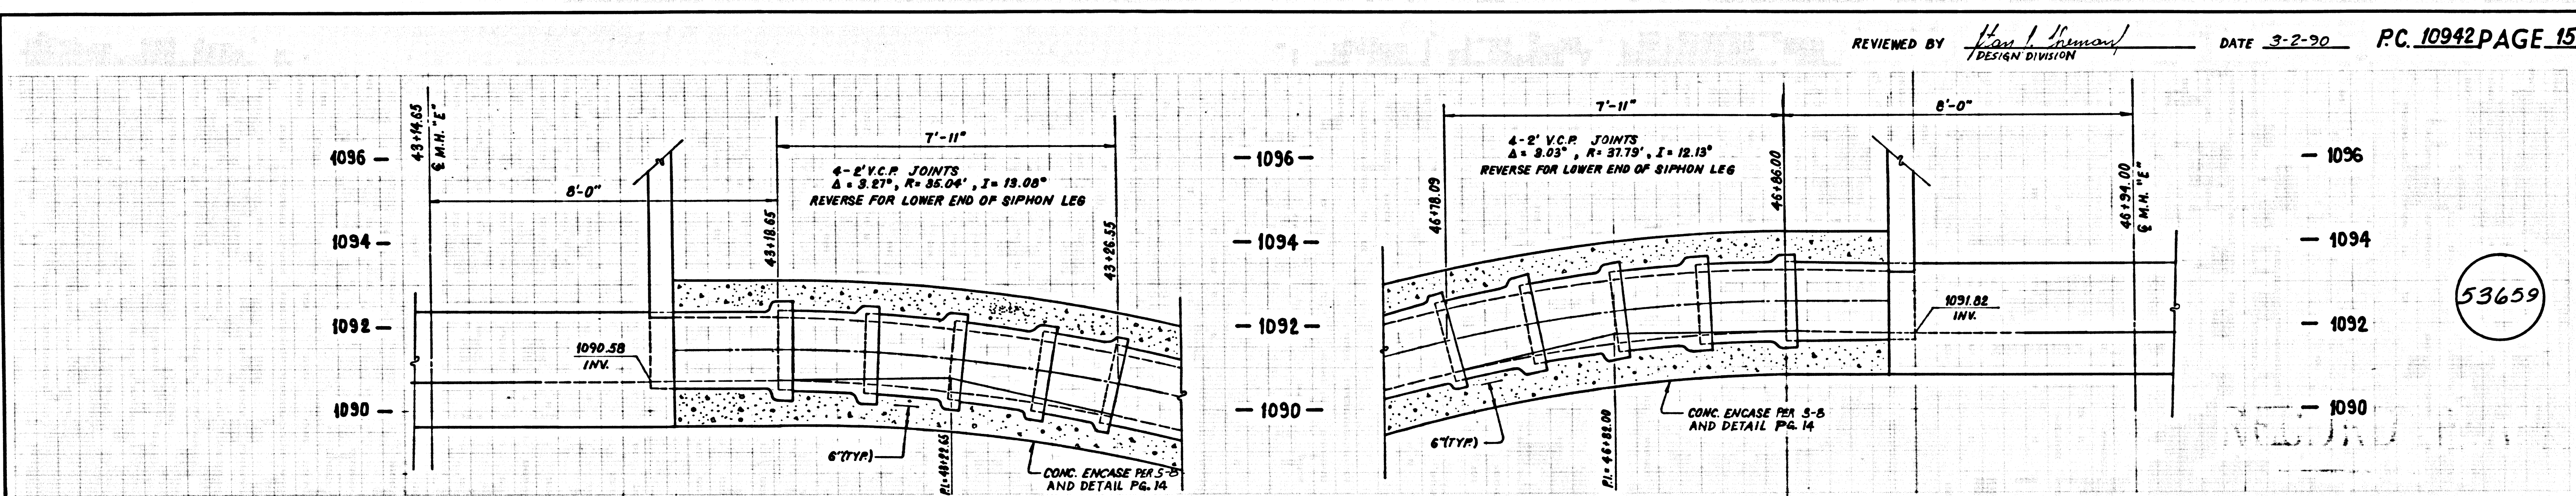 REVIEWED BY
DESIGN DIVISION
DATE 3-2-90
P.C. 10942 PAGE 15
43+14.65
℄ M.H. "E"
8'-0"
43+18.65
7'-11"
4-2' V.C.P. JOINTS
Δ = 3.27°, R= 35.04', I= 13.08°
REVERSE FOR LOWER END OF SIPHON LEG
43+26.55
1096
1094
1092
1090
1090.58
INV.
6"(TYP.)
P.I.=43+22.65
CONC. ENCASE PER S-B
AND DETAIL PG. 14
1096
1094
1092
1090
46+78.09
7'-11"
4-2' V.C.P. JOINTS
Δ = 3.03°, R= 37.79', I= 12.13°
REVERSE FOR LOWER END OF SIPHON LEG
46+86.00
8'-0"
46+94.00
℄ M.H. "E"
1091.82
INV.
6"(TYP.)
P.I.= 46+82.00
CONC. ENCASE PER S-B
AND DETAIL PG. 14
1096
1094
1092
1090
53659